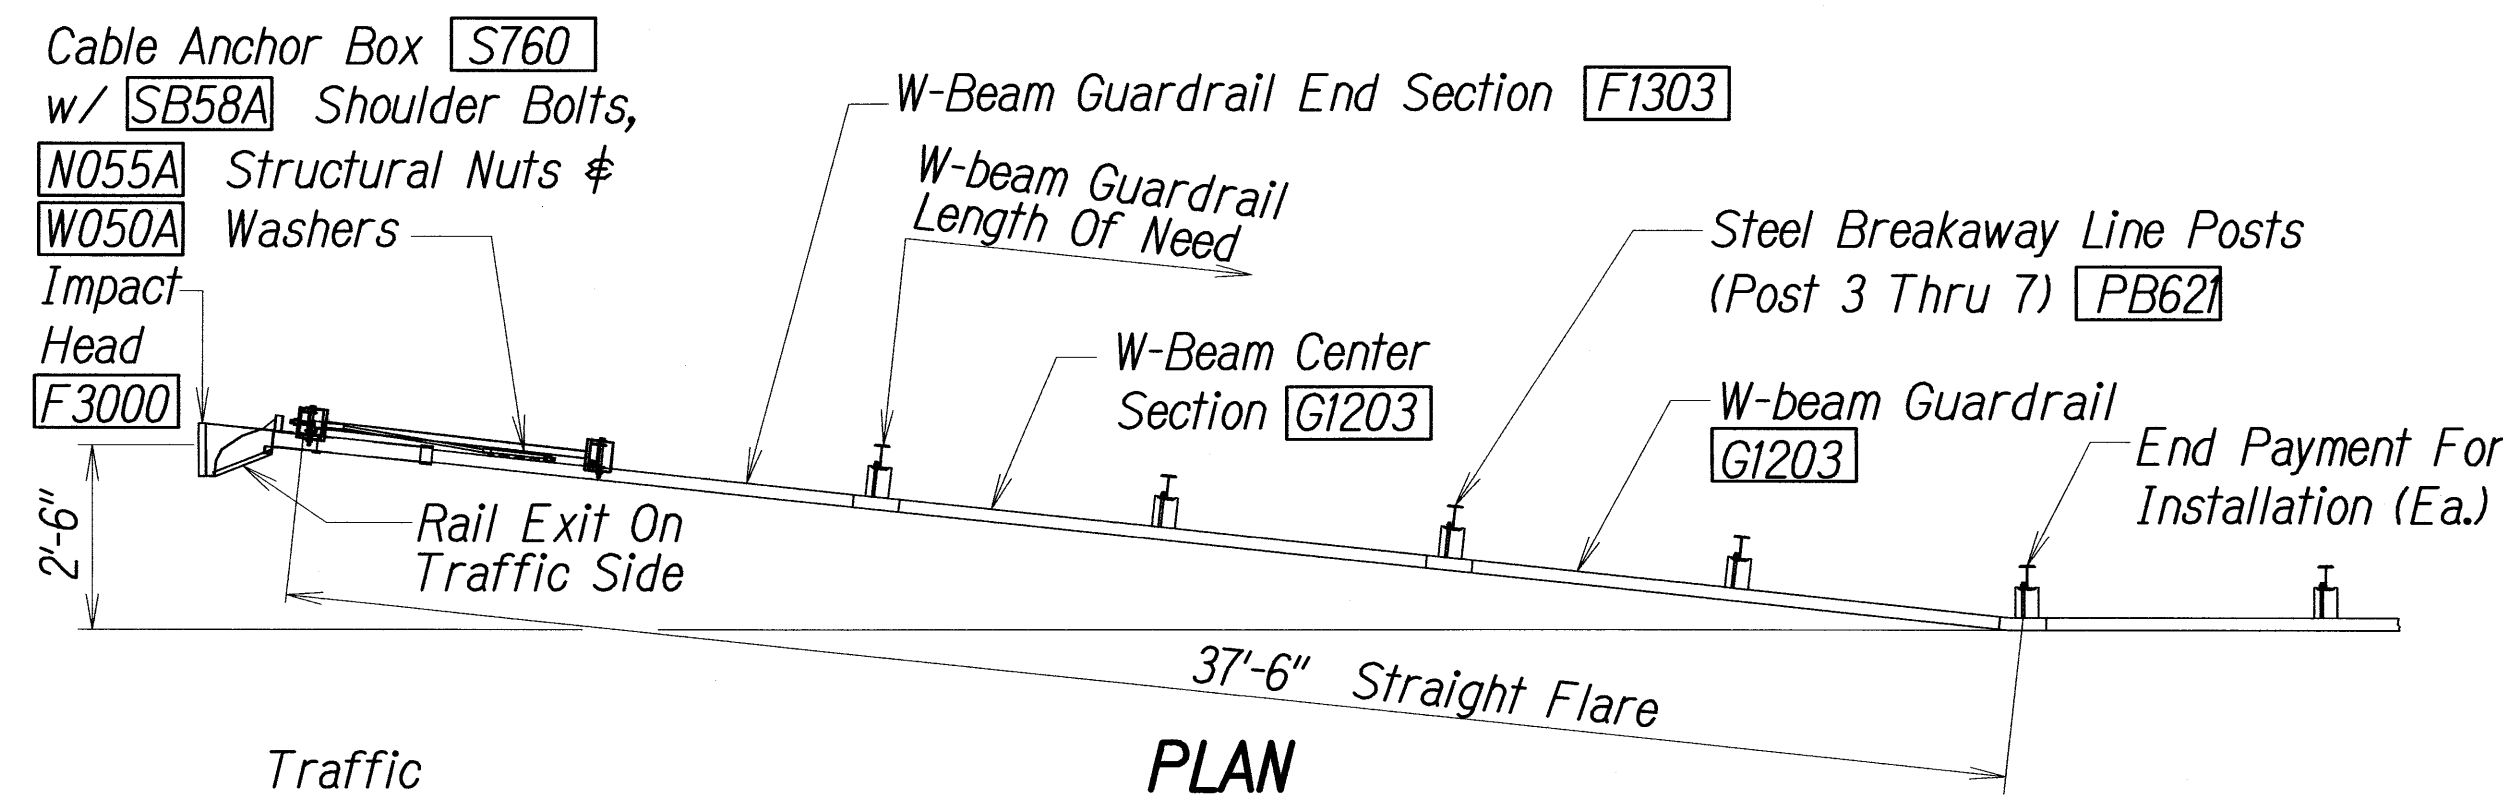 Cable Anchor Box S760
w/ SB58A Shoulder Bolts,
N055A Structural Nuts &
W050A Washers
Impact
Head
F3000
W-Beam Guardrail End Section F1303
W-beam Guardrail
Length Of Need
Steel Breakaway Line Posts
(Post 3 Thru 7) PB621
W-Beam Center
Section G1203
W-beam Guardrail
G1203
End Payment For
Installation (Ea.)
2'-6"
Rail Exit On
Traffic Side
37'-6" Straight Flare
Traffic
PLAN